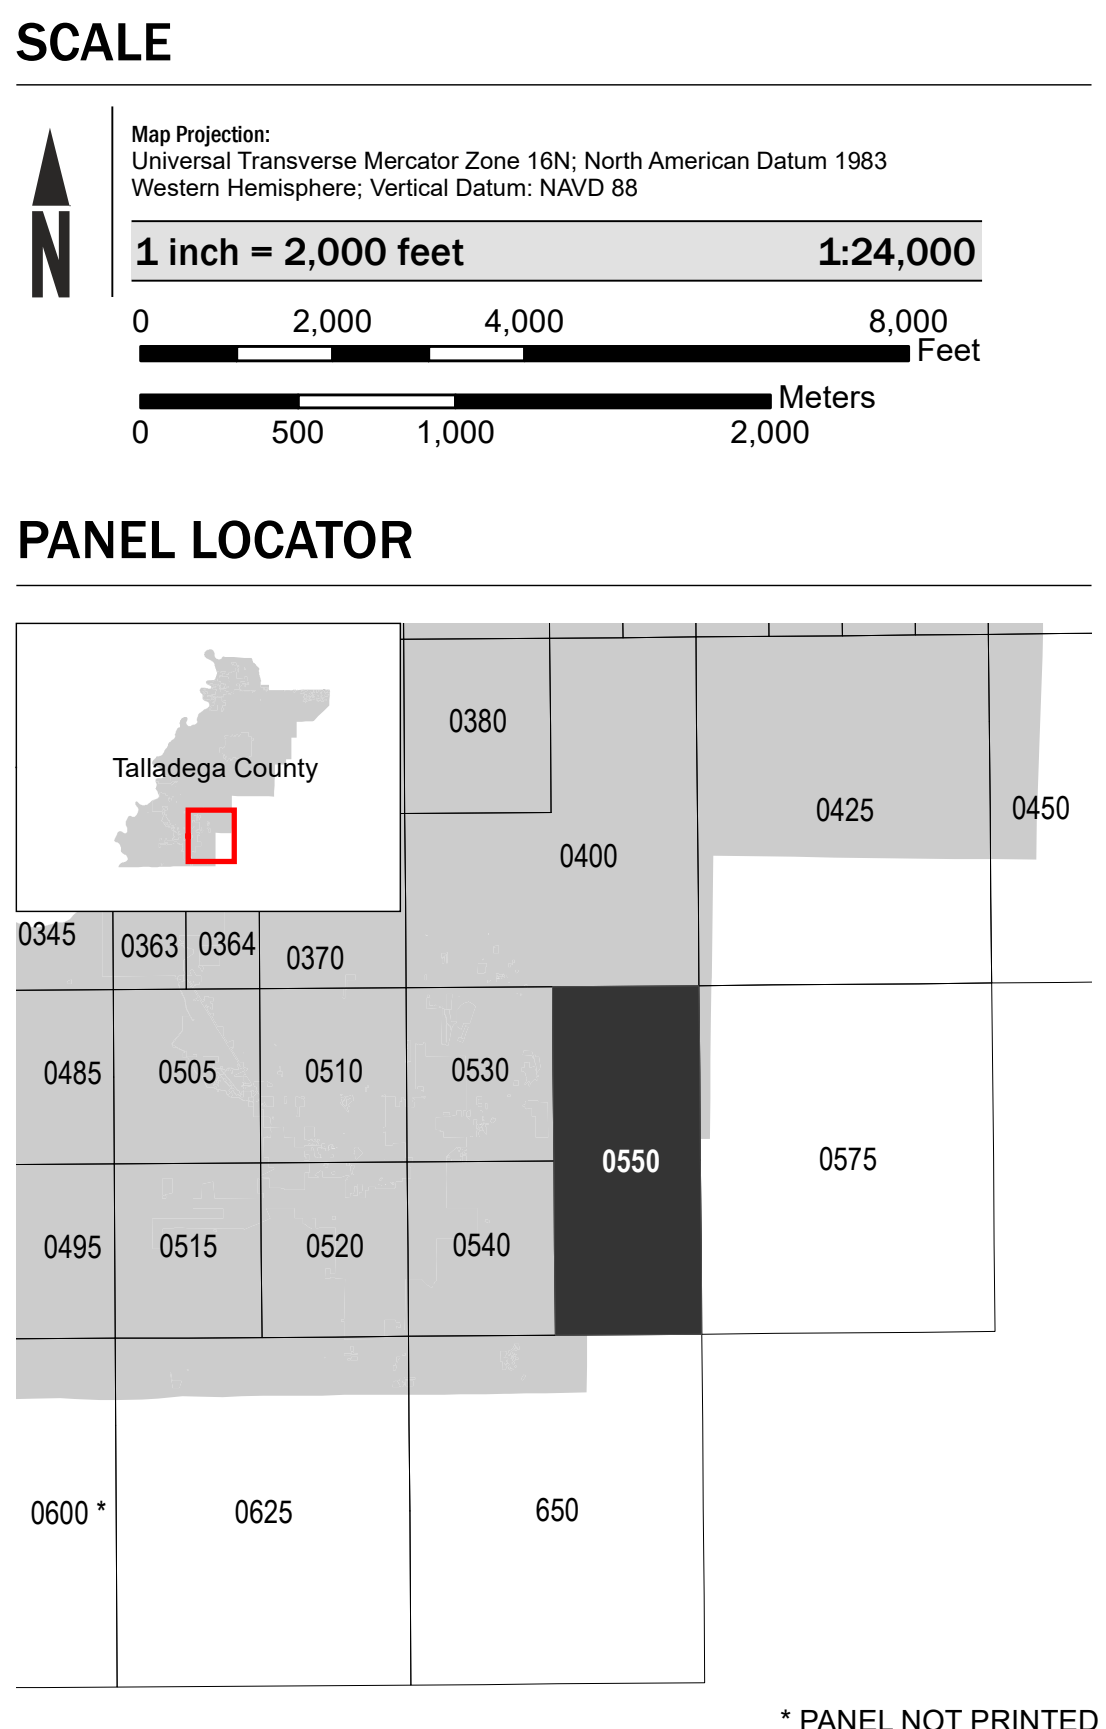 SCALE
Map Projection:
Universal Transverse Mercator Zone 16N; North American Datum 1983
Western Hemisphere; Vertical Datum: NAVD 88
N
1 inch = 2,000 feet 1:24,000
0 2,000 4,000 8,000
Feet
Meters
0 500 1,000 2,000
PANEL LOCATOR
0380
Talladega County
0425 0450
0400
0345 0363 0364 0370
0485 0505 0510 0530
0550 0575
0495 0515 0520 0540
0600 * 0625 650
* PANEL NOT PRINTED